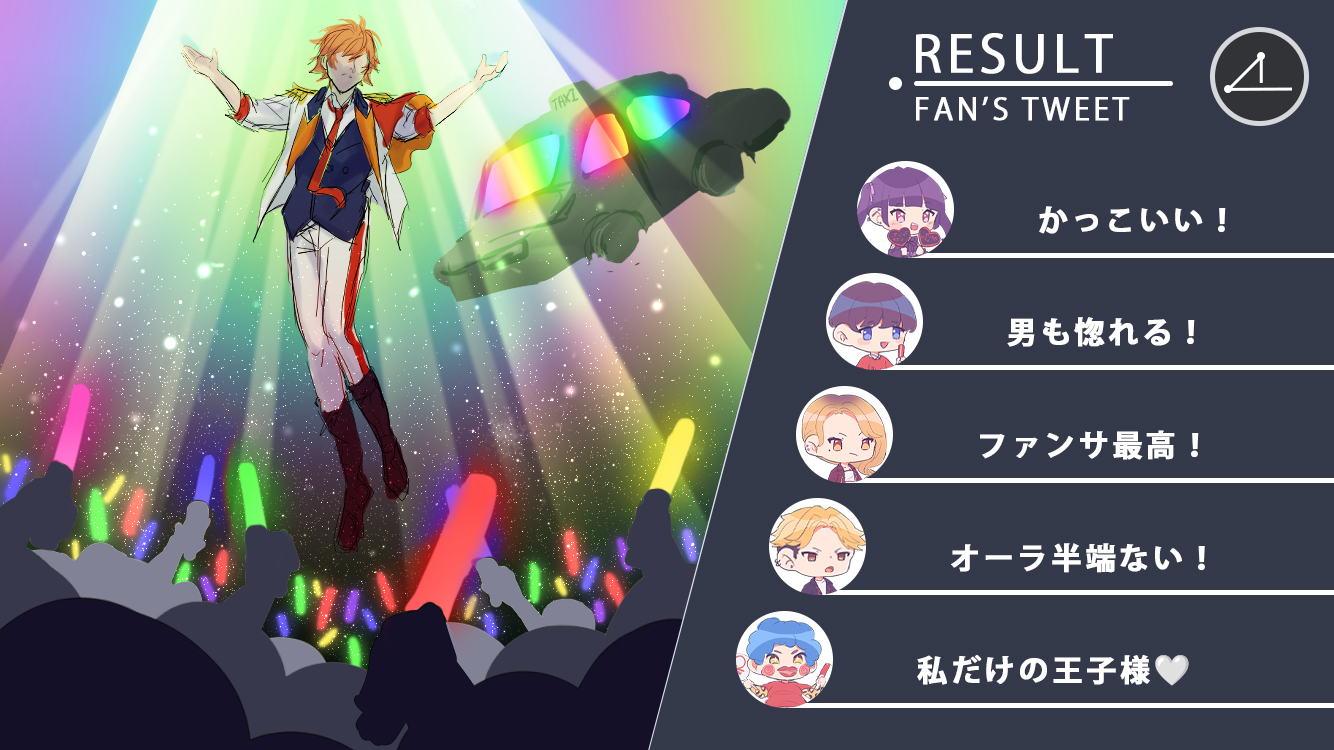 TAXI
RESULT
FAN'S TWEET
かっこいい！
男も惚れる！
ファンサ最高！
オーラ半端ない！
私だけの王子様🤍